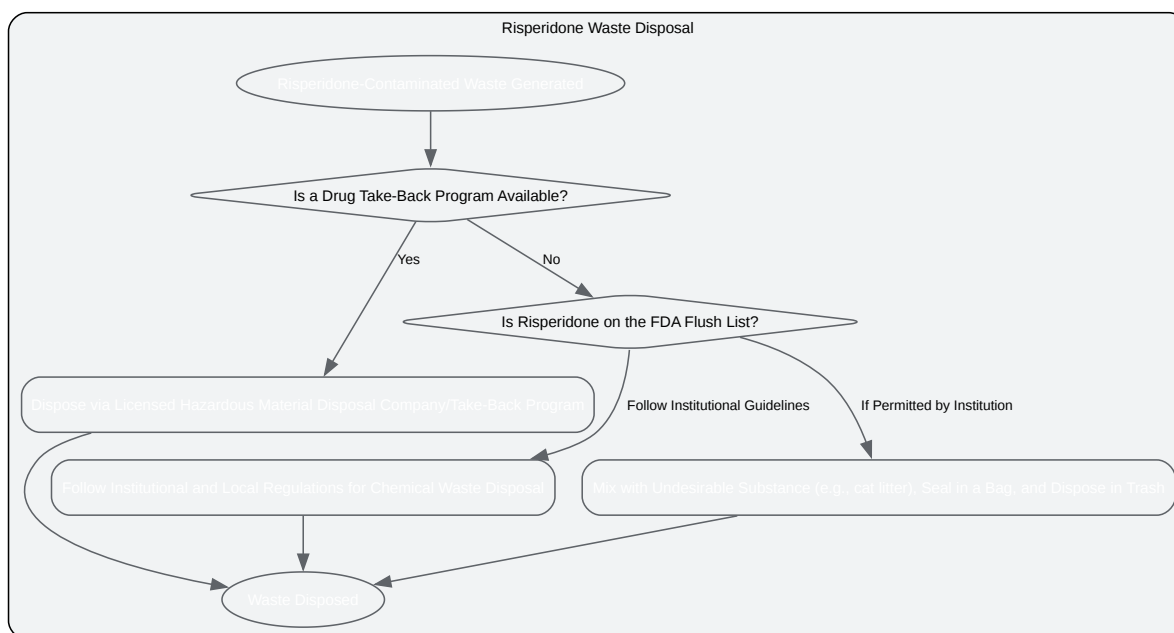 Risperidone Waste Disposal
Risperidone-Contaminated Waste Generated
Is a Drug Take-Back Program Available?
Yes
No
Is Risperidone on the FDA Flush List?
Dispose via Licensed Hazardous Material Disposal Company/Take-Back Program
Follow Institutional Guidelines
If Permitted by Institution
Follow Institutional and Local Regulations for Chemical Waste Disposal
Mix with Undesirable Substance (e.g., cat litter), Seal in a Bag, and Dispose in Trash
Waste Disposed